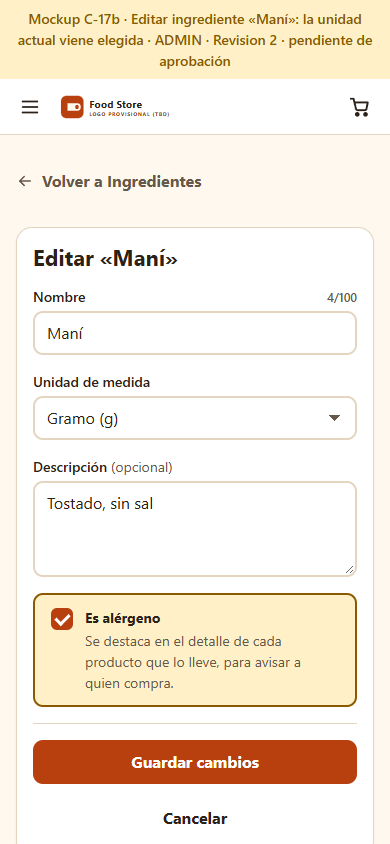 Mockup C-17b · Editar ingrediente «Maní»: la unidad
actual viene elegida · ADMIN · Revision 2 · pendiente de
aprobación
Food Store
LOGO PROVISIONAL (TBD)
← Volver a Ingredientes
Editar «Maní»
Nombre 4/100
Maní
Unidad de medida
Gramo (g)
Descripción (opcional)
Tostado, sin sal
Es alérgeno
Se destaca en el detalle de cada
producto que lo lleve, para avisar a
quien compra.
Guardar cambios
Cancelar